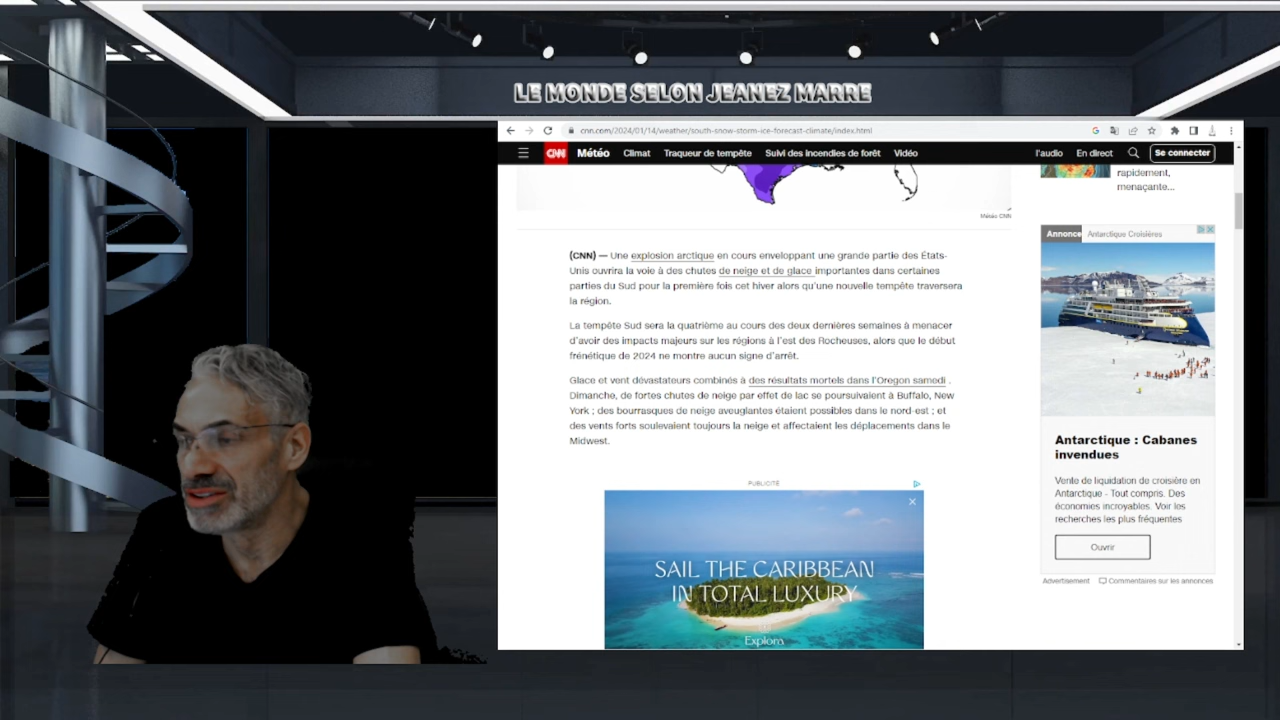 LE MONDE SELON JEANEZ MARRE
cnn.com/2024/01/14/weather/south-snow-storm-ice-forecast-climate/index.html
CNN Météo Climat Traqueur de tempête Suivi des incendies de forêt Vidéo l'audio En direct Se connecter
Météo CNN
(CNN) — Une explosion arctique en cours enveloppant une grande partie des États-
Unis ouvrira la voie à des chutes de neige et de glace importantes dans certaines
parties du Sud pour la première fois cet hiver alors qu'une nouvelle tempête traversera
la région.
La tempête Sud sera la quatrième au cours des deux dernières semaines à menacer
d'avoir des impacts majeurs sur les régions à l'est des Rocheuses, alors que le début
frénétique de 2024 ne montre aucun signe d'arrêt.
Glace et vent dévastateurs combinés à des résultats mortels dans l'Oregon samedi .
Dimanche, de fortes chutes de neige par effet de lac se poursuivaient à Buffalo, New
York ; des bourrasques de neige aveuglantes étaient possibles dans le nord-est ; et
des vents forts soulevaient toujours la neige et affectaient les déplacements dans le
Midwest.
PUBLICITÉ
SAIL THE CARIBBEAN
IN TOTAL LUXURY
Explora
rapidement,
menaçante...
Annonce Antarctique Croisières
Antarctique : Cabanes
invendues
Vente de liquidation de croisière en
Antarctique - Tout compris. Des
économies incroyables. Voir les
recherches les plus fréquentes
Ouvrir
Advertisement Commentaires sur les annonces